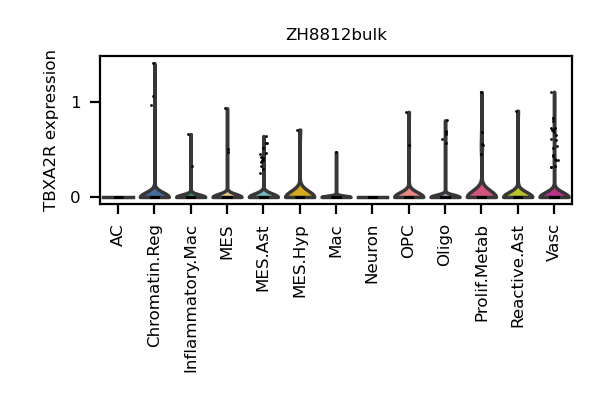 ZH8812bulk
TBXA2R expression
1
0
AC
Chromatin.Reg
Inflammatory.Mac
MES
MES.Ast
MES.Hyp
Mac
Neuron
OPC
Oligo
Prolif.Metab
Reactive.Ast
Vasc